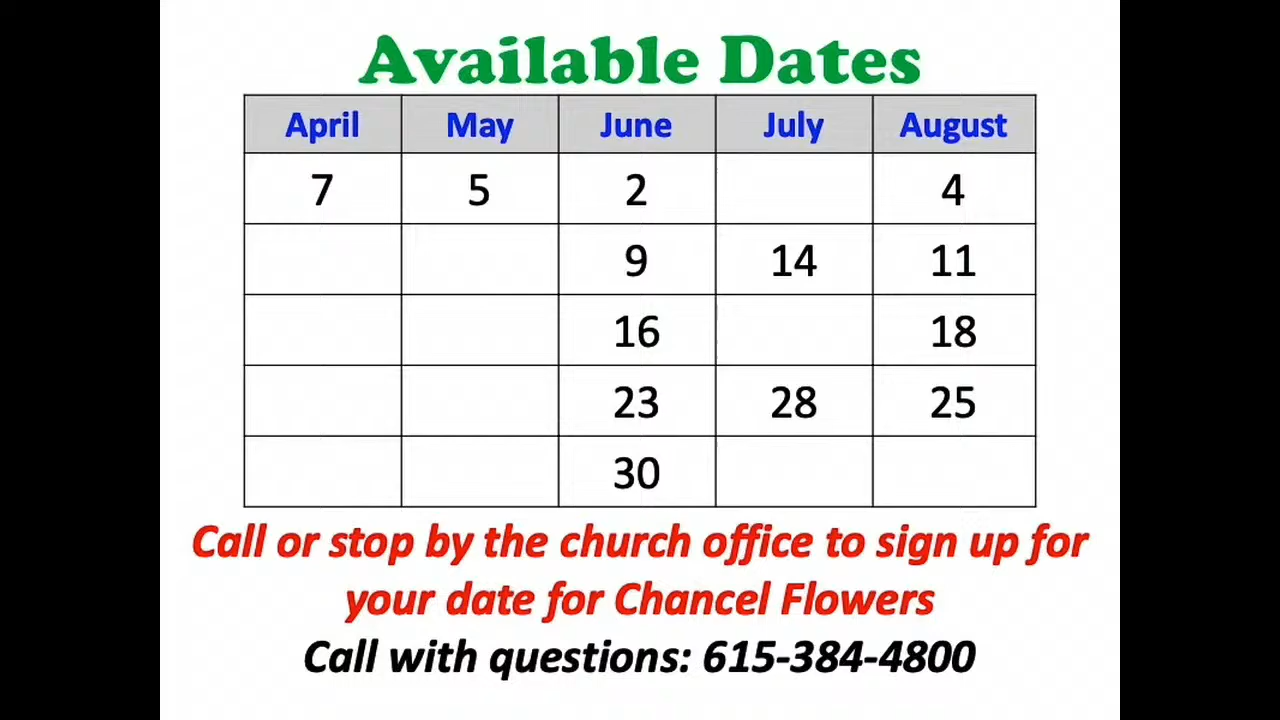 Available Dates
April May June July August
7 5 2 4
9 14 11
16 18
23 28 25
30
Call or stop by the church office to sign up for
your date for Chancel Flowers
Call with questions: 615-384-4800